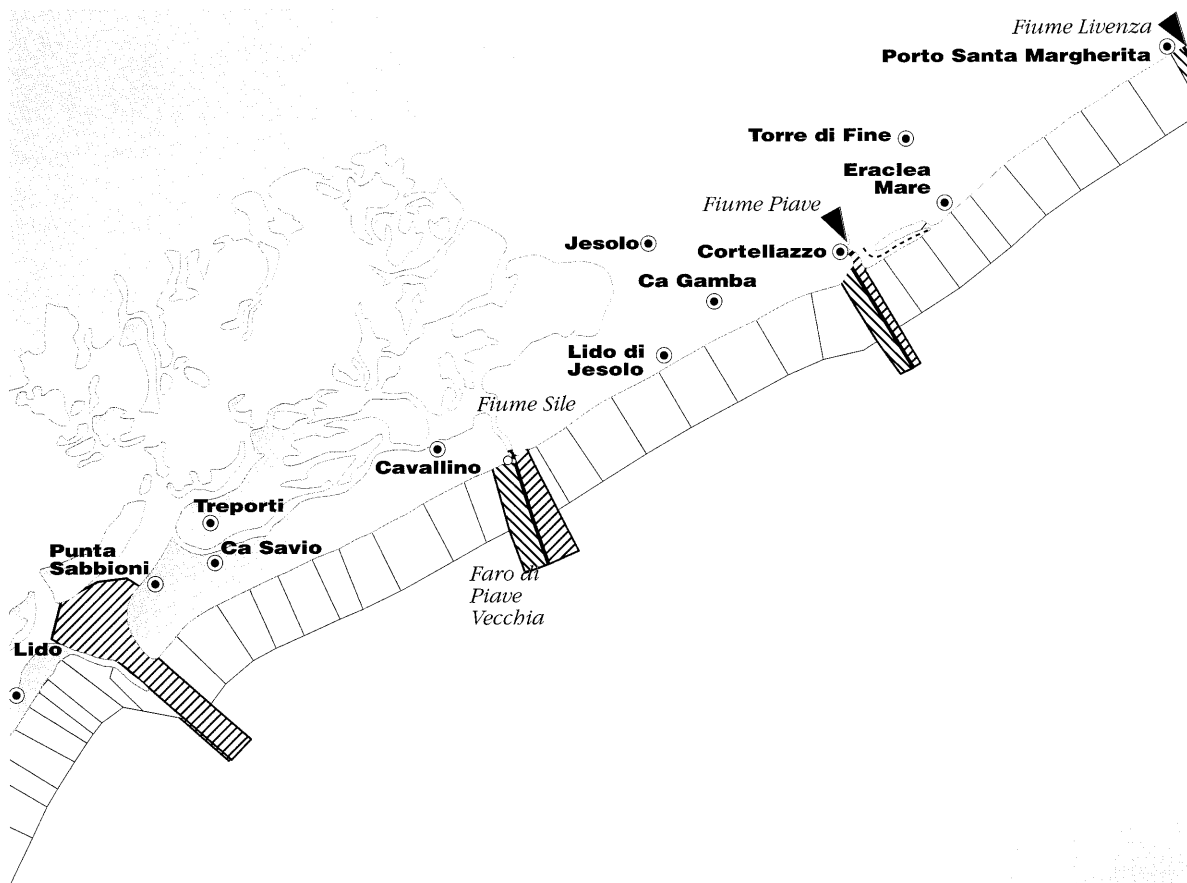 Fiume Livenza
Porto Santa Margherita
Torre di Fine
Eraclea
Mare
Fiume Piave
Jesolo
Cortellazzo
Ca Gamba
Lido di
Jesolo
Fiume Sile
Cavallino
Treporti
Ca Savio
Punta
Sabbioni
Faro di
Piave
Vecchia
Lido